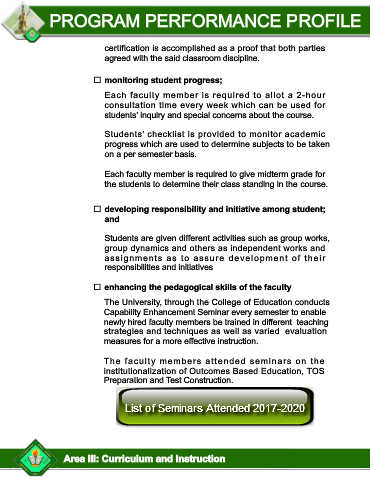 PROGRAM PERFORMANCE PROFILE
certification is accomplished as a proof that both parties
agreed with the said classroom discipline.
☐ monitoring student progress;
Each faculty member is required to allot a 2-hour
consultation time every week which can be used for
students' inquiry and special concerns about the course.
Students' checklist is provided to monitor academic
progress which are used to determine subjects to be taken
on a per semester basis.
Each faculty member is required to give midterm grade for
the students to determine their class standing in the course.
☐ developing responsibility and initiative among student;
and
Students are given different activities such as group works,
group dynamics and others as independent works and
assignments as to assure development of their
responsibilities and initiatives
☐ enhancing the pedagogical skills of the faculty
The University, through the College of Education conducts
Capability Enhancement Seminar every semester to enable
newly hired faculty members be trained in different teaching
strategies and techniques as well as varied evaluation
measures for a more effective instruction.
The faculty members attended seminars on the
Institutionalization of Outcomes Based Education, TOS
Preparation and Test Construction.
List of Seminars Attended 2017-2020
Area III: Curriculum and Instruction